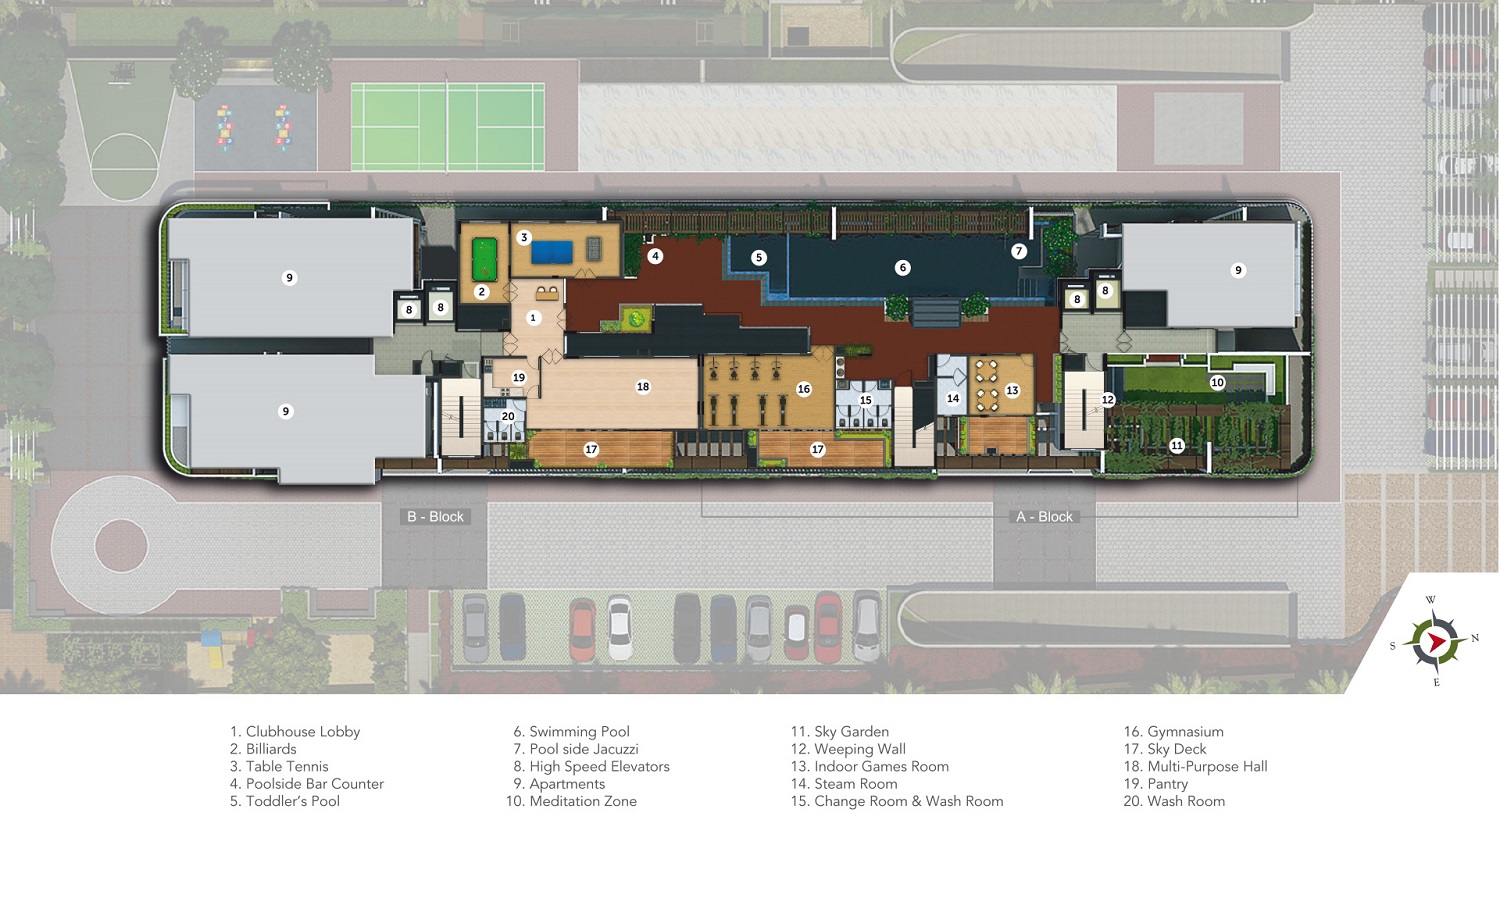 3
4
9
5
6
7
9
2
8
8
8
8
1
19
18
16
15
14
13
12
10
9
20
17
17
11
B - Block
A - Block
W
S
N
E
1. Clubhouse Lobby
2. Billiards
3. Table Tennis
4. Poolside Bar Counter
5. Toddler's Pool
6. Swimming Pool
7. Pool side Jacuzzi
8. High Speed Elevators
9. Apartments
10. Meditation Zone
11. Sky Garden
12. Weeping Wall
13. Indoor Games Room
14. Steam Room
15. Change Room & Wash Room
16. Gymnasium
17. Sky Deck
18. Multi-Purpose Hall
19. Pantry
20. Wash Room